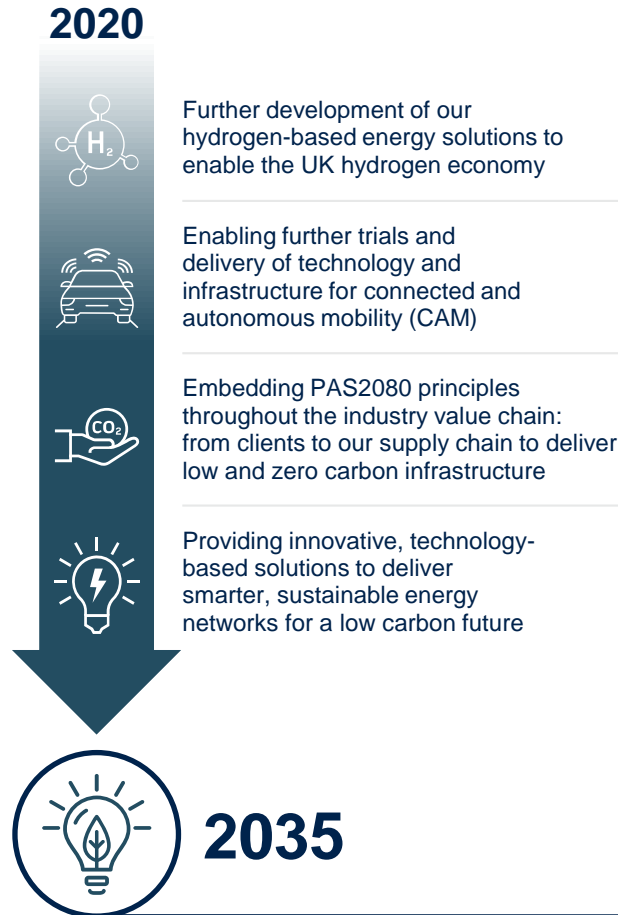 2020
H2
Further development of our
hydrogen-based energy solutions to
enable the UK hydrogen economy
Enabling further trials and
delivery of technology and
infrastructure for connected and
autonomous mobility (CAM)
CO2
Embedding PAS2080 principles
throughout the industry value chain:
from clients to our supply chain to deliver
low and zero carbon infrastructure
Providing innovative, technology-
based solutions to deliver
smarter, sustainable energy
networks for a low carbon future
2035